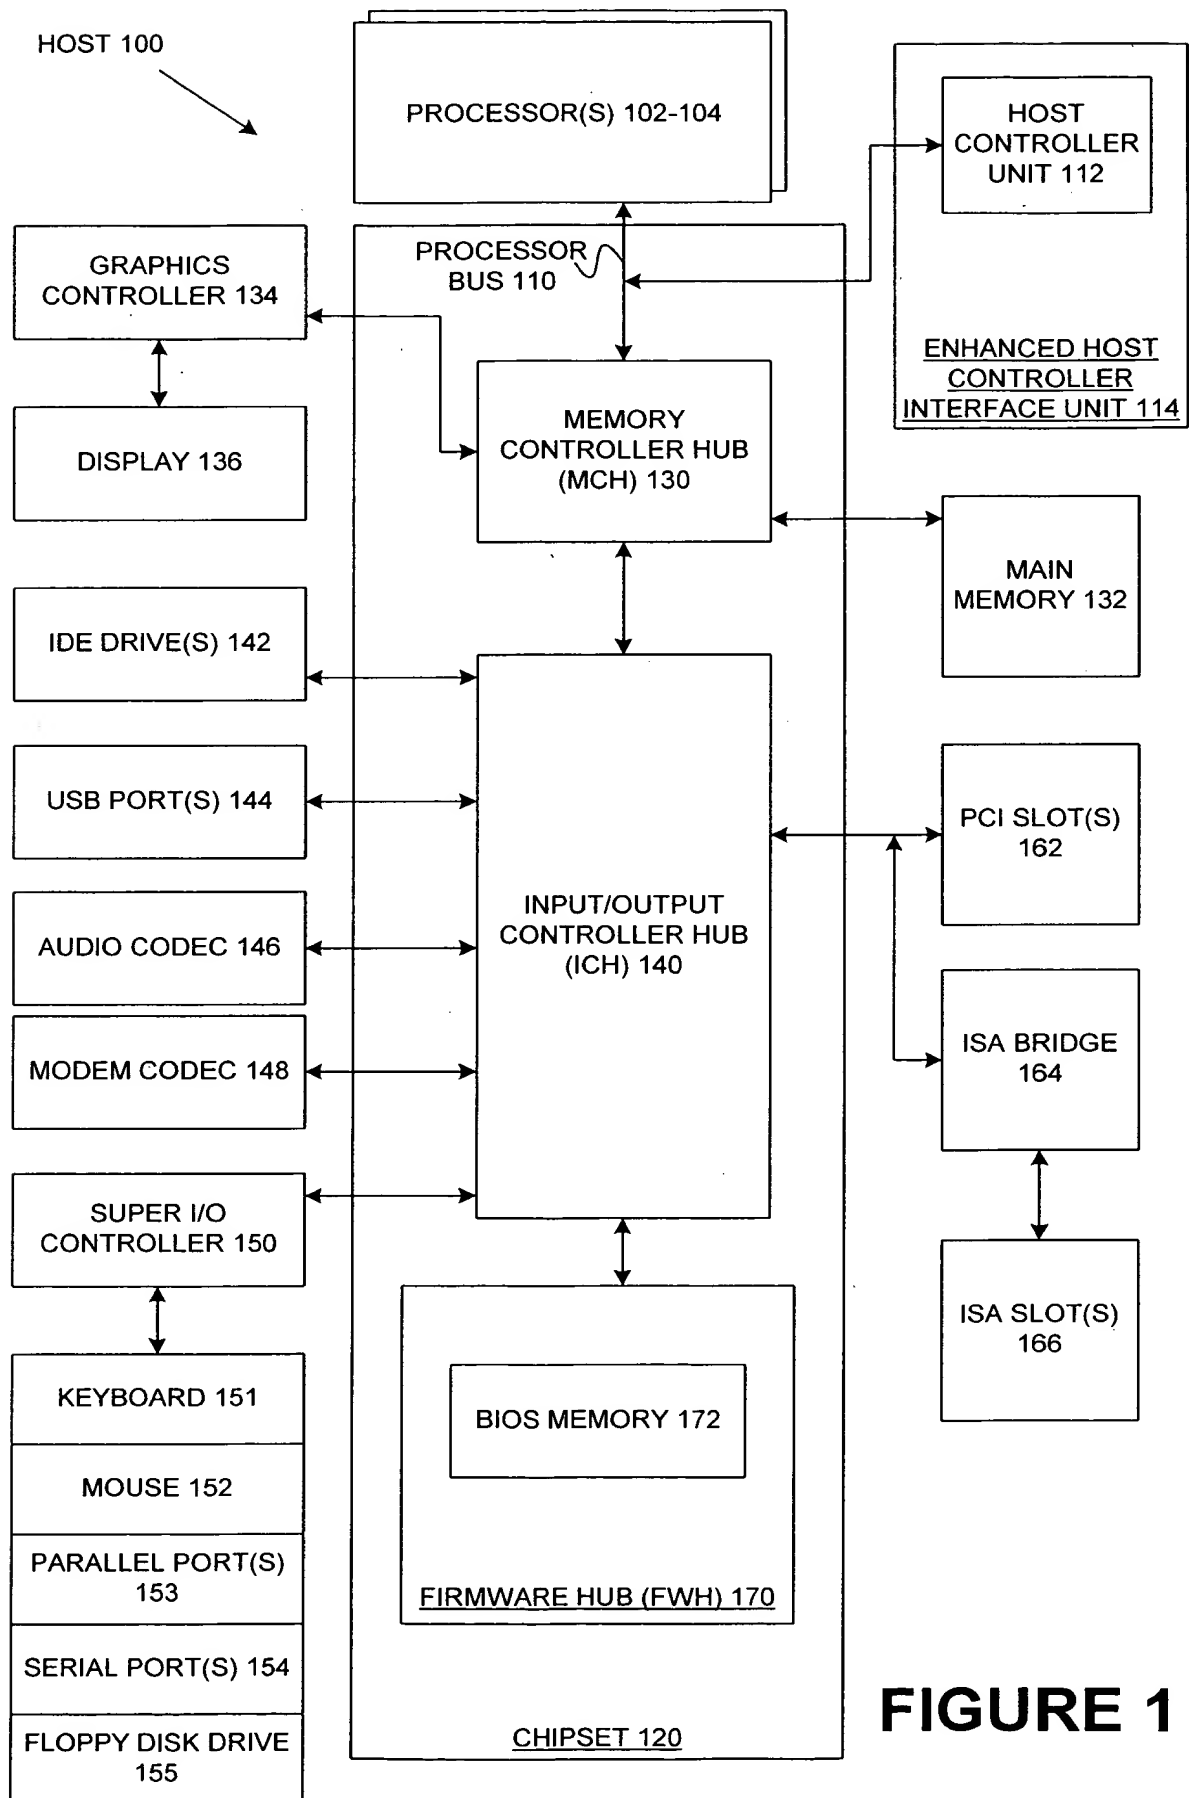 HOST 100
PROCESSOR(S) 102-104
HOST
CONTROLLER
UNIT 112
ENHANCED HOST
CONTROLLER
INTERFACE UNIT 114
PROCESSOR
BUS 110
GRAPHICS
CONTROLLER 134
DISPLAY 136
MEMORY
CONTROLLER HUB
(MCH) 130
MAIN
MEMORY 132
IDE DRIVE(S) 142
USB PORT(S) 144
AUDIO CODEC 146
MODEM CODEC 148
SUPER I/O
CONTROLLER 150
INPUT/OUTPUT
CONTROLLER HUB
(ICH) 140
PCI SLOT(S)
162
ISA BRIDGE
164
ISA SLOT(S)
166
KEYBOARD 151
MOUSE 152
PARALLEL PORT(S)
153
SERIAL PORT(S) 154
FLOPPY DISK DRIVE
155
BIOS MEMORY 172
FIRMWARE HUB (FWH) 170
CHIPSET 120
FIGURE 1